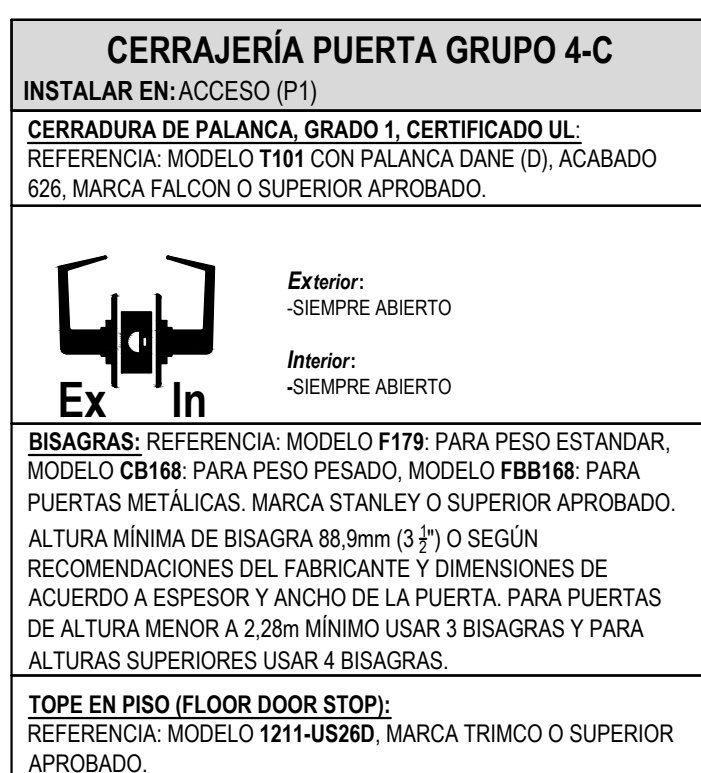 CERRAJERÍA PUERTA GRUPO 4-C
INSTALAR EN: ACCESO (P1)
CERRADURA DE PALANCA, GRADO 1, CERTIFICADO UL:
REFERENCIA: MODELO T101 CON PALANCA DANE (D), ACABADO
626, MARCA FALCON O SUPERIOR APROBADO.
Exterior:
-SIEMPRE ABIERTO
Interior:
-SIEMPRE ABIERTO
Ex In
BISAGRAS: REFERENCIA: MODELO F179: PARA PESO ESTANDAR,
MODELO CB168: PARA PESO PESADO, MODELO FBB168: PARA
PUERTAS METÁLICAS. MARCA STANLEY O SUPERIOR APROBADO.
ALTURA MÍNIMA DE BISAGRA 88,9mm (3 ½") O SEGÚN
RECOMENDACIONES DEL FABRICANTE Y DIMENSIONES DE
ACUERDO A ESPESOR Y ANCHO DE LA PUERTA. PARA PUERTAS
DE ALTURA MENOR A 2,28m MÍNIMO USAR 3 BISAGRAS Y PARA
ALTURAS SUPERIORES USAR 4 BISAGRAS.
TOPE EN PISO (FLOOR DOOR STOP):
REFERENCIA: MODELO 1211-US26D, MARCA TRIMCO O SUPERIOR
APROBADO.